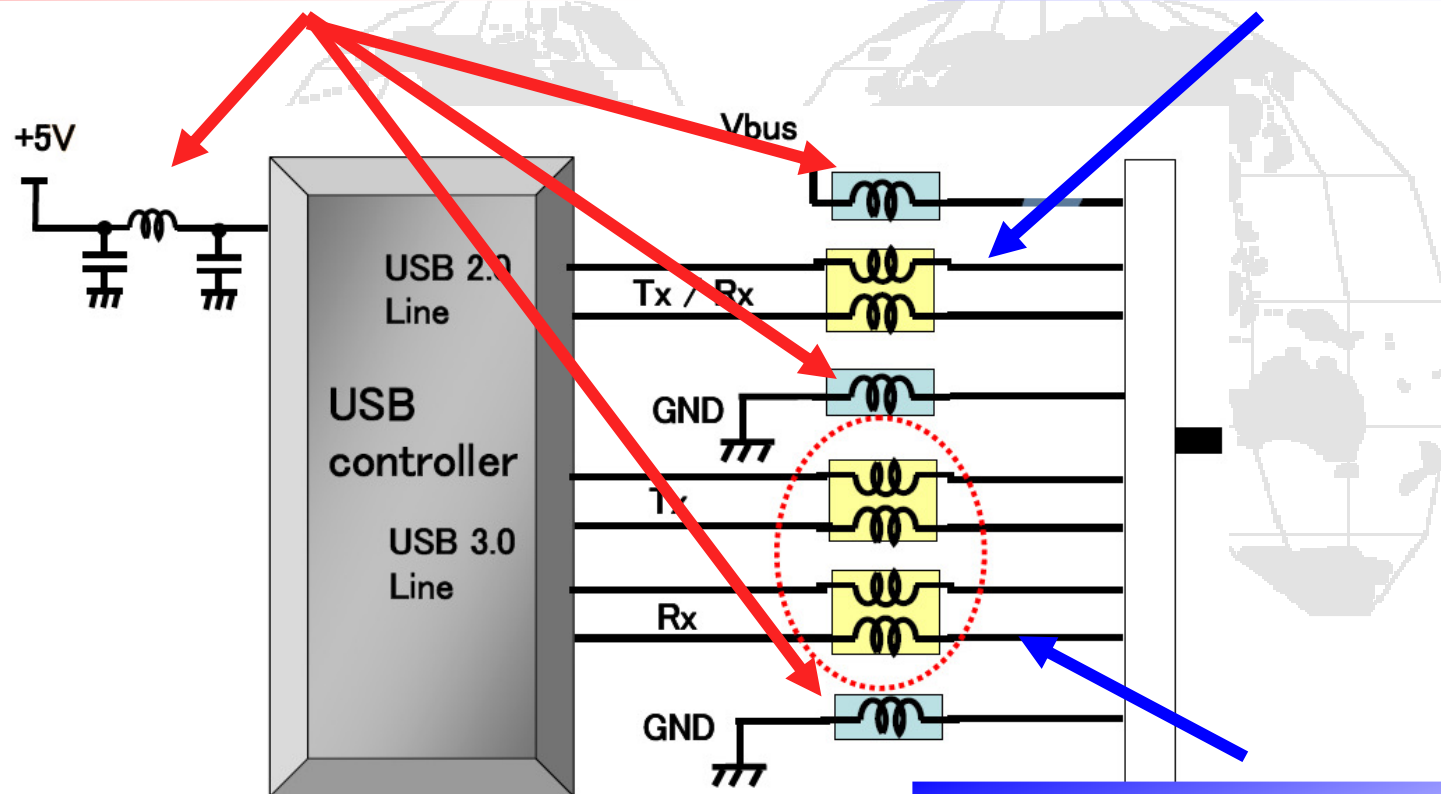 +5V
Vbus
USB 2.0
Line
Tx / Rx
USB
controller
GND
Tx
USB 3.0
Line
Rx
GND